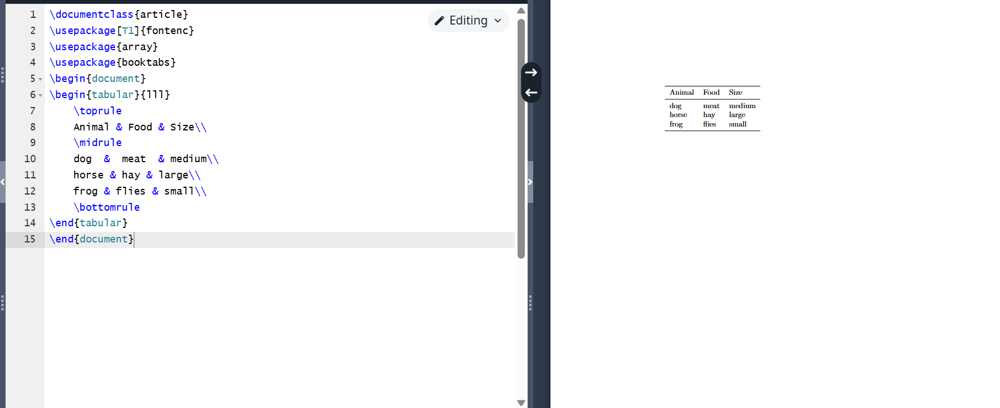 1 \documentclass{article}
2 \usepackage[T1]{fontenc}
3 \usepackage{array}
4 \usepackage{booktabs}
5 \begin{document}
6 \begin{tabular}{lll}
7 \toprule
8 Animal & Food & Size\\
9 \midrule
10 dog  &  meat  & medium\\
11 horse & hay & large\\
12 frog & flies & small\\
13 \bottomrule
14 \end{tabular}
15 \end{document}
Editing
Animal Food Size
dog meat medium
horse hay large
frog flies small